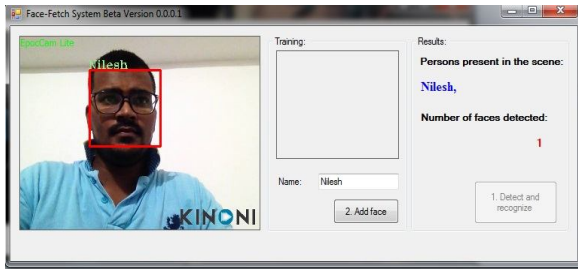 Face-Fetch System Beta Version 0.0.0.1
EpocCam Lite
Nilesh
KINONI
Training:
Name:
Nilesh
2. Add face
Results:
Persons present in the scene:
Nilesh,
Number of faces detected:
1
1. Detect and
recognize